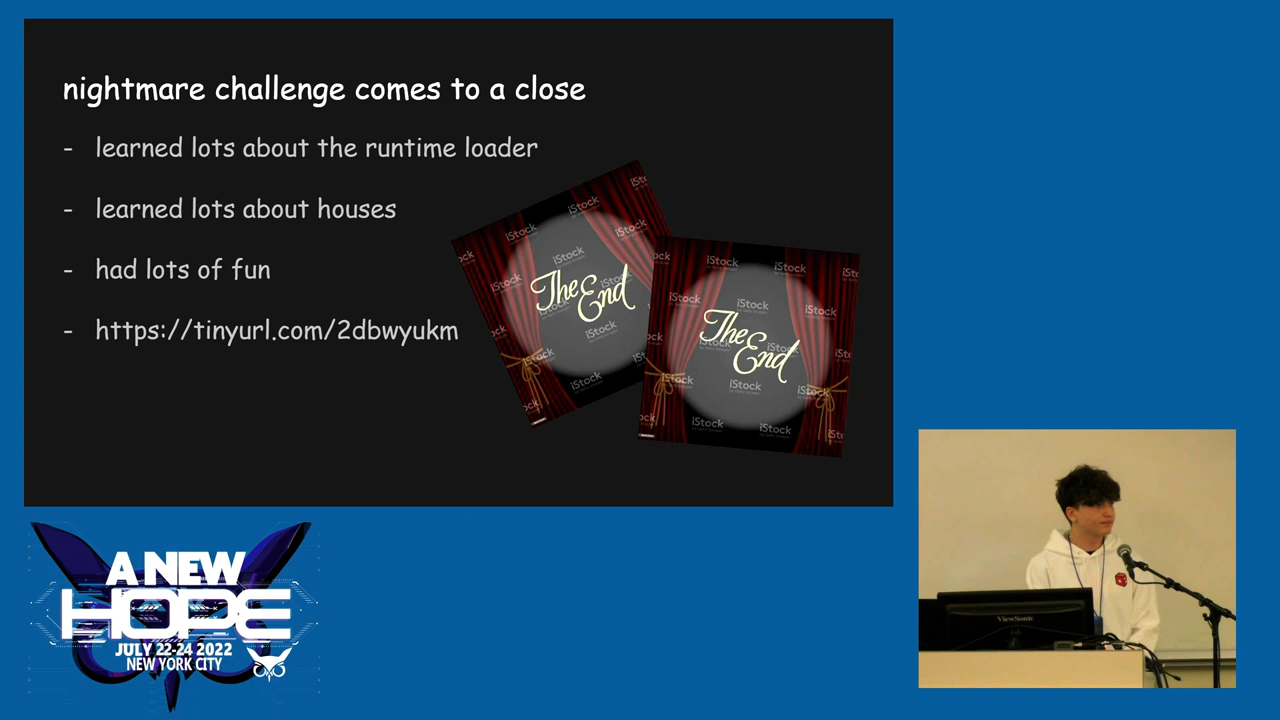 nightmare challenge comes to a close
- learned lots about the runtime loader
- learned lots about houses
- had lots of fun
- https://tinyurl.com/2dbwyukm
The End
iStock
The End
iStock
A NEW
HOPE
JULY 22-24 2022
NEW YORK CITY
ViewSonic